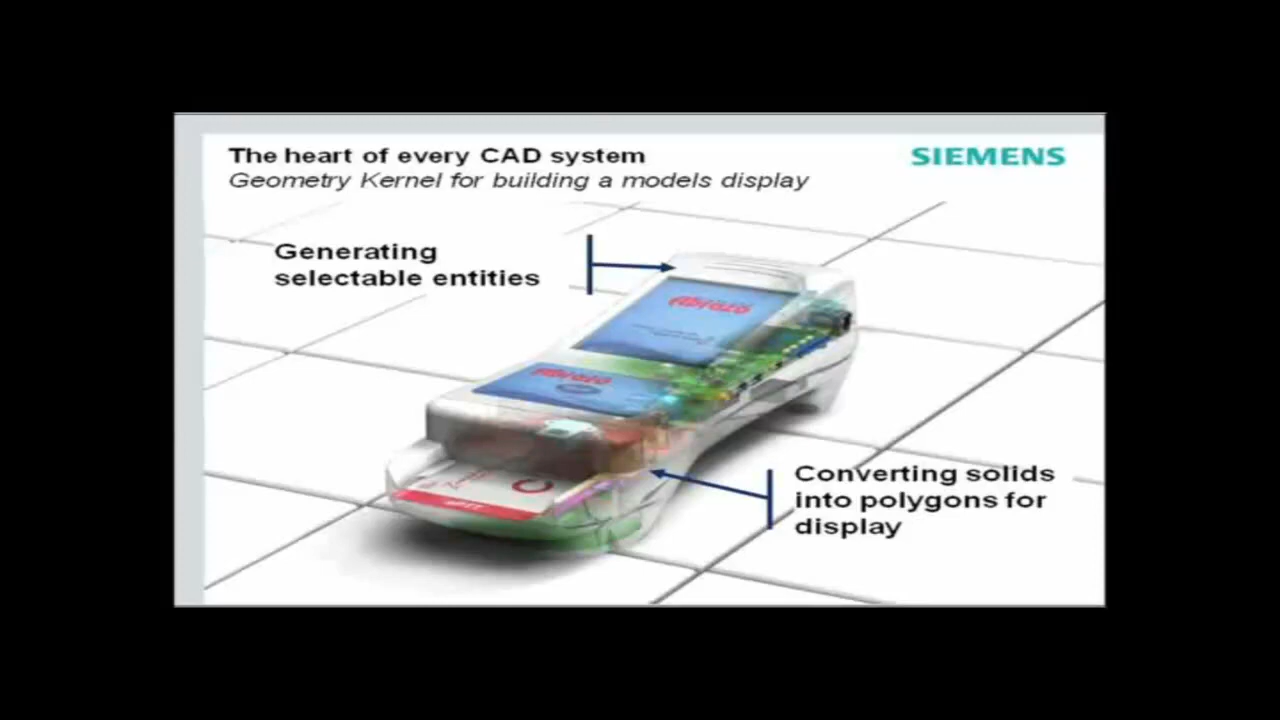 The heart of every CAD system
SIEMENS
Geometry Kernel for building a models display
Generating
selectable entities
Converting solids
into polygons for
display